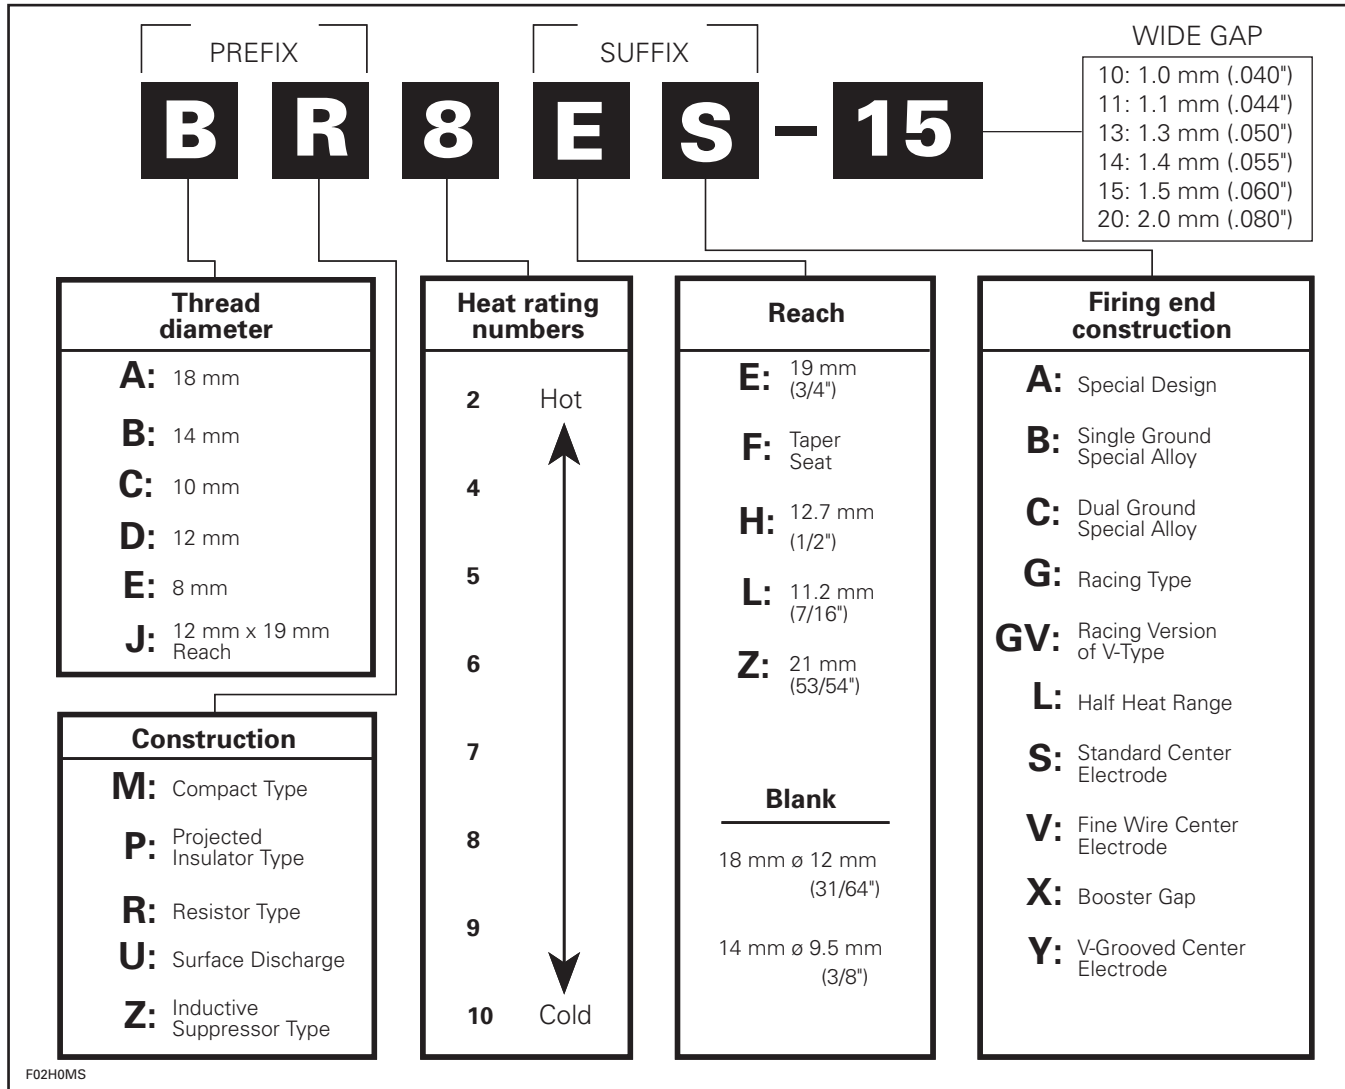 PREFIX
SUFFIX
WIDE GAP
B R 8 E S – 15
10: 1.0 mm (.040")
11: 1.1 mm (.044")
13: 1.3 mm (.050")
14: 1.4 mm (.055")
15: 1.5 mm (.060")
20: 2.0 mm (.080")
Thread
diameter
A: 18 mm
B: 14 mm
C: 10 mm
D: 12 mm
E: 8 mm
J: 12 mm x 19 mm
Reach
Construction
M: Compact Type
P: Projected
Insulator Type
R: Resistor Type
U: Surface Discharge
Z: Inductive
Suppressor Type
Heat rating
numbers
2 Hot
4
5
6
7
8
9
10 Cold
Reach
E: 19 mm
(3/4")
F: Taper
Seat
H: 12.7 mm
(1/2")
L: 11.2 mm
(7/16")
Z: 21 mm
(53/54")
Blank
18 mm ø 12 mm
(31/64")
14 mm ø 9.5 mm
(3/8")
Firing end
construction
A: Special Design
B: Single Ground
Special Alloy
C: Dual Ground
Special Alloy
G: Racing Type
GV: Racing Version
of V-Type
L: Half Heat Range
S: Standard Center
Electrode
V: Fine Wire Center
Electrode
X: Booster Gap
Y: V-Grooved Center
Electrode
F02H0MS